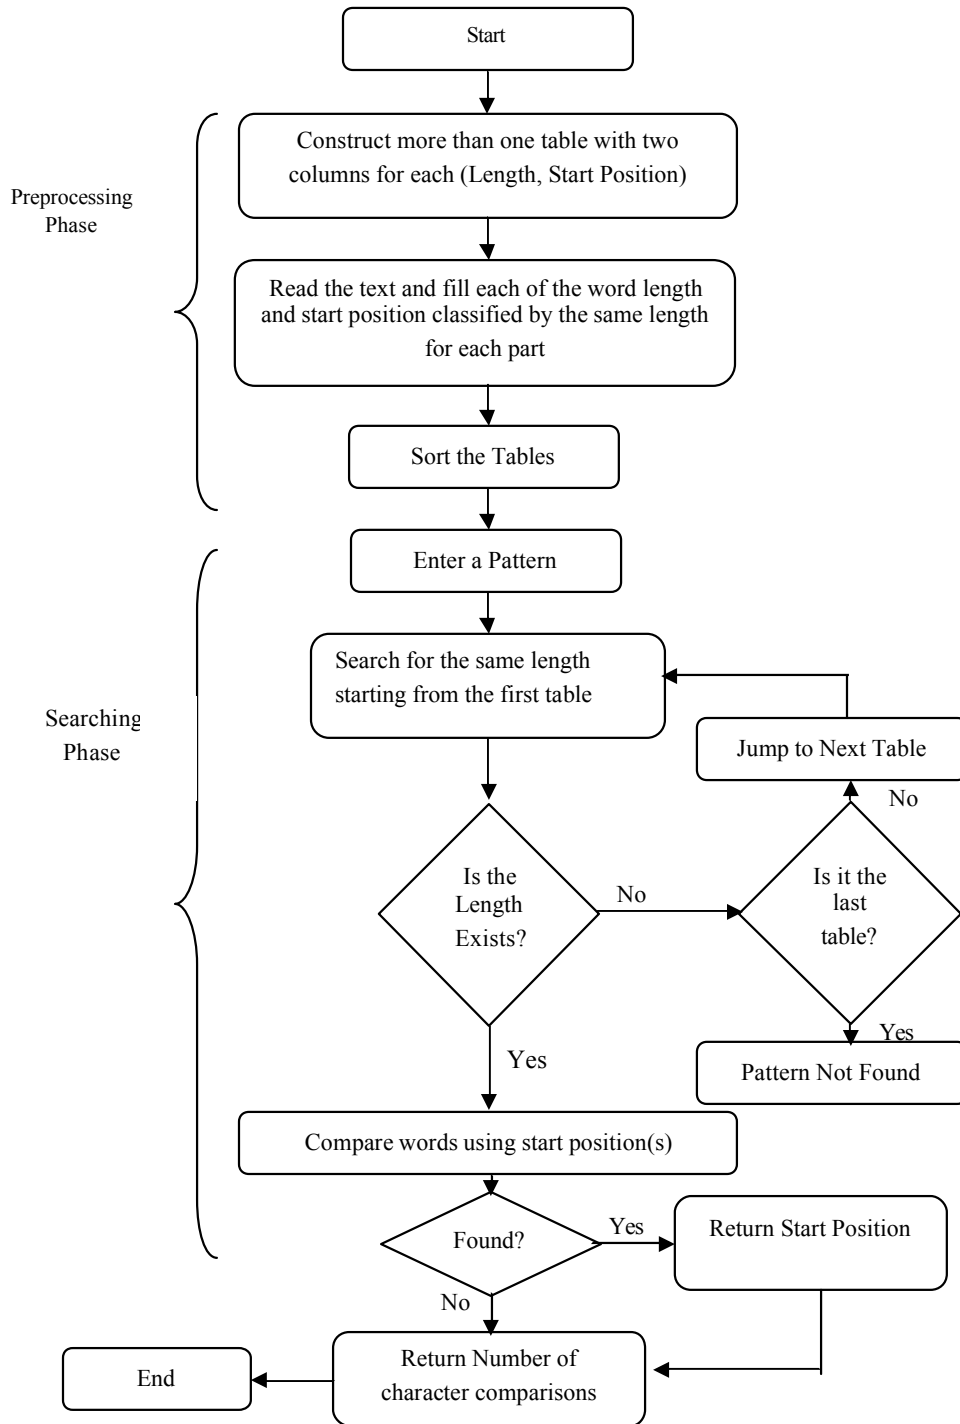 Start
Construct more than one table with two
columns for each (Length, Start Position)
Preprocessing
Phase
Read the text and fill each of the word length
and start position classified by the same length
for each part
Sort the Tables
Enter a Pattern
Search for the same length
starting from the first table
Searching
Phase
Jump to Next Table
No
Is the
Length
Exists?
No
Is it the
last
table?
Yes
Yes
Pattern Not Found
Compare words using start position(s)
Found?
Yes
Return Start Position
No
Return Number of
character comparisons
End